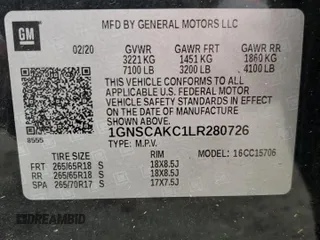 GM
MFD BY GENERAL MOTORS LLC
02/20 GVWR GAWR FRT GAWR RR
3221 KG 1451 KG 1860 KG
7100 LB 3200 LB 4100 LB
THIS VEHICLE CONFORMS TO ALL
APPLICABLE U.S. FEDERAL MOTOR
VEHICLE SAFETY STANDARDS IN EFFECT
ON THE DATE OF MANUFACTURE SHOWN ABOVE.
1GNSCAKC1LR280726
8555 TYPE: M.P.V.
TIRE SIZE RIM MODEL: 16CC15706
FRT 265/65R18 S 18X8.5J
RR 265/65R18 S 18X8.5J
SPA 265/70R17 S 17X7.5J
DREAMBID